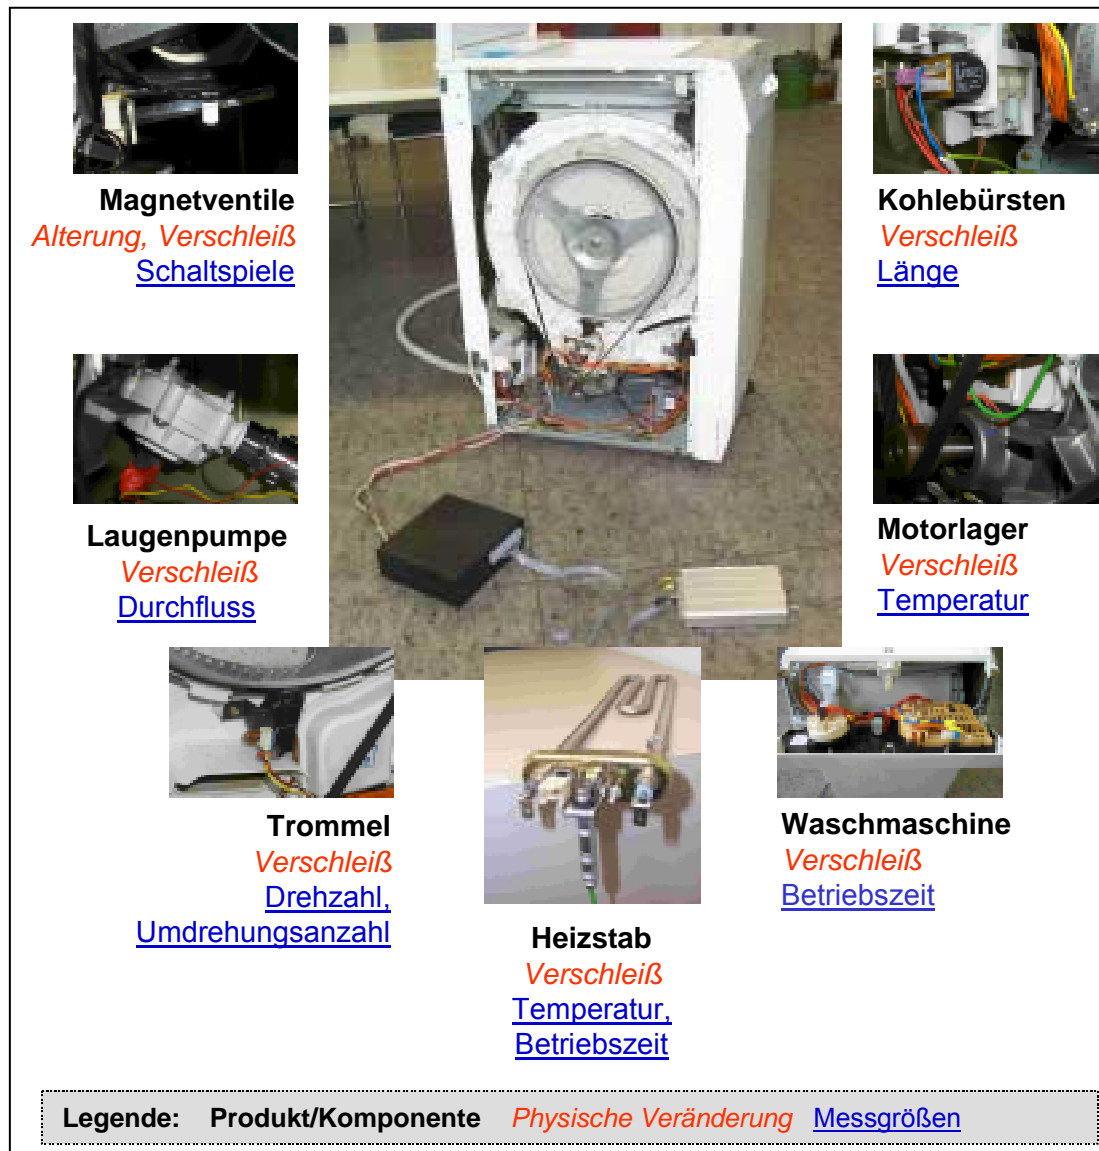 Magnetventile
Alterung, Verschleiß
Schaltspiele
Kohlebürsten
Verschleiß
Länge
Laugenpumpe
Verschleiß
Durchfluss
Motorlager
Verschleiß
Temperatur
Trommel
Verschleiß
Drehzahl,
Umdrehungsanzahl
Heizstab
Verschleiß
Temperatur,
Betriebszeit
Waschmaschine
Verschleiß
Betriebszeit
Legende: Produkt/Komponente Physische Veränderung Messgrößen